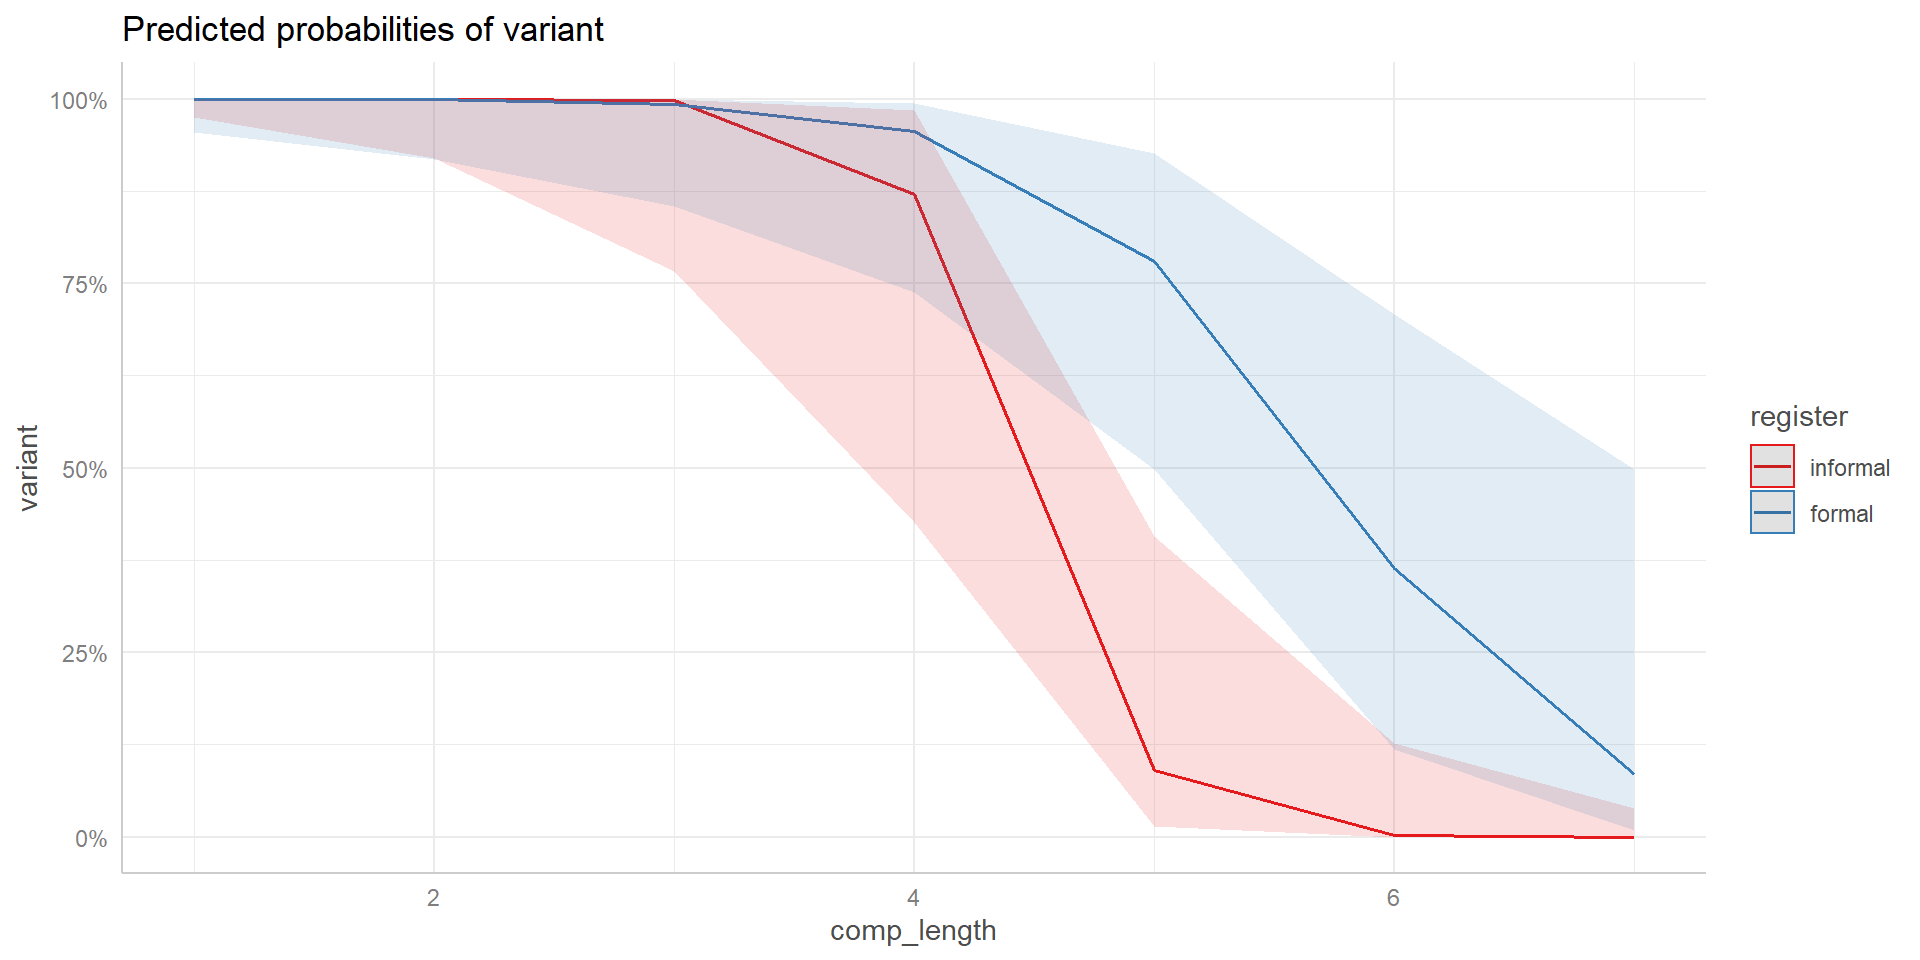 Predicted probabilities of variant
100%
75%
50%
25%
0%
variant
2
4
6
comp_length
register
informal
formal